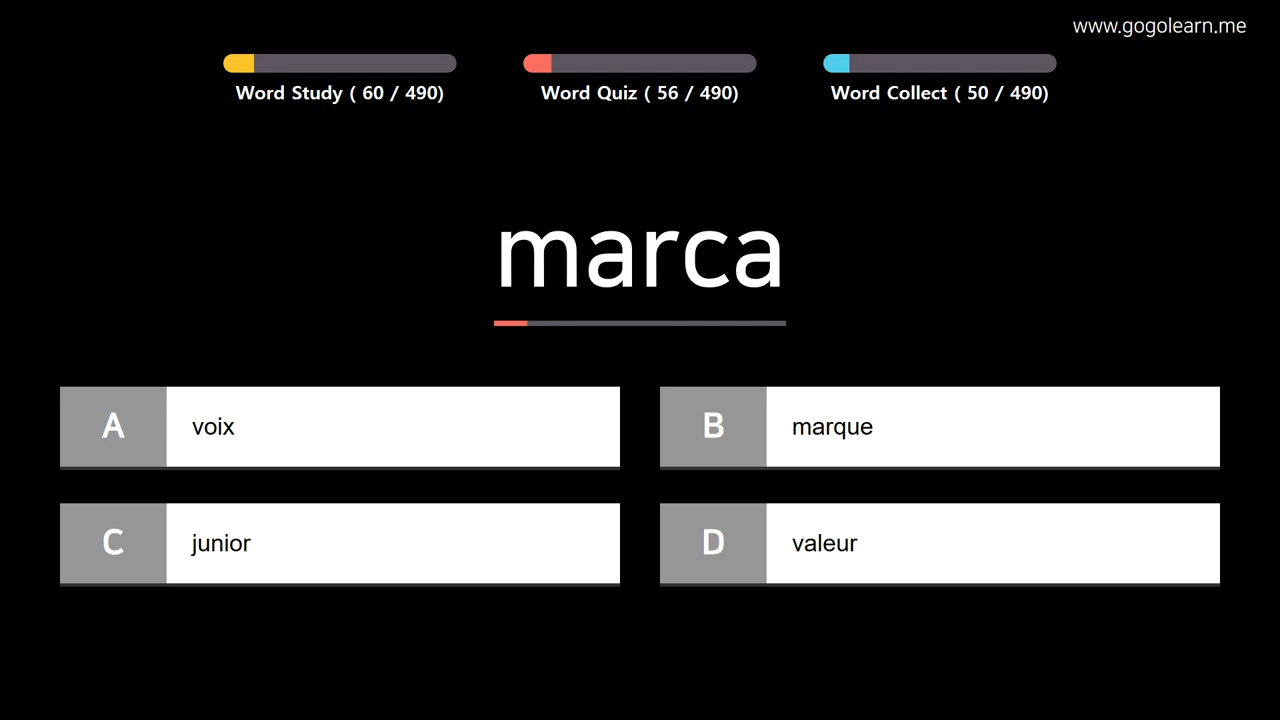 www.gogolearn.me
Word Study ( 60 / 490)
Word Quiz ( 56 / 490)
Word Collect ( 50 / 490)
marca
A voix
B marque
C junior
D valeur